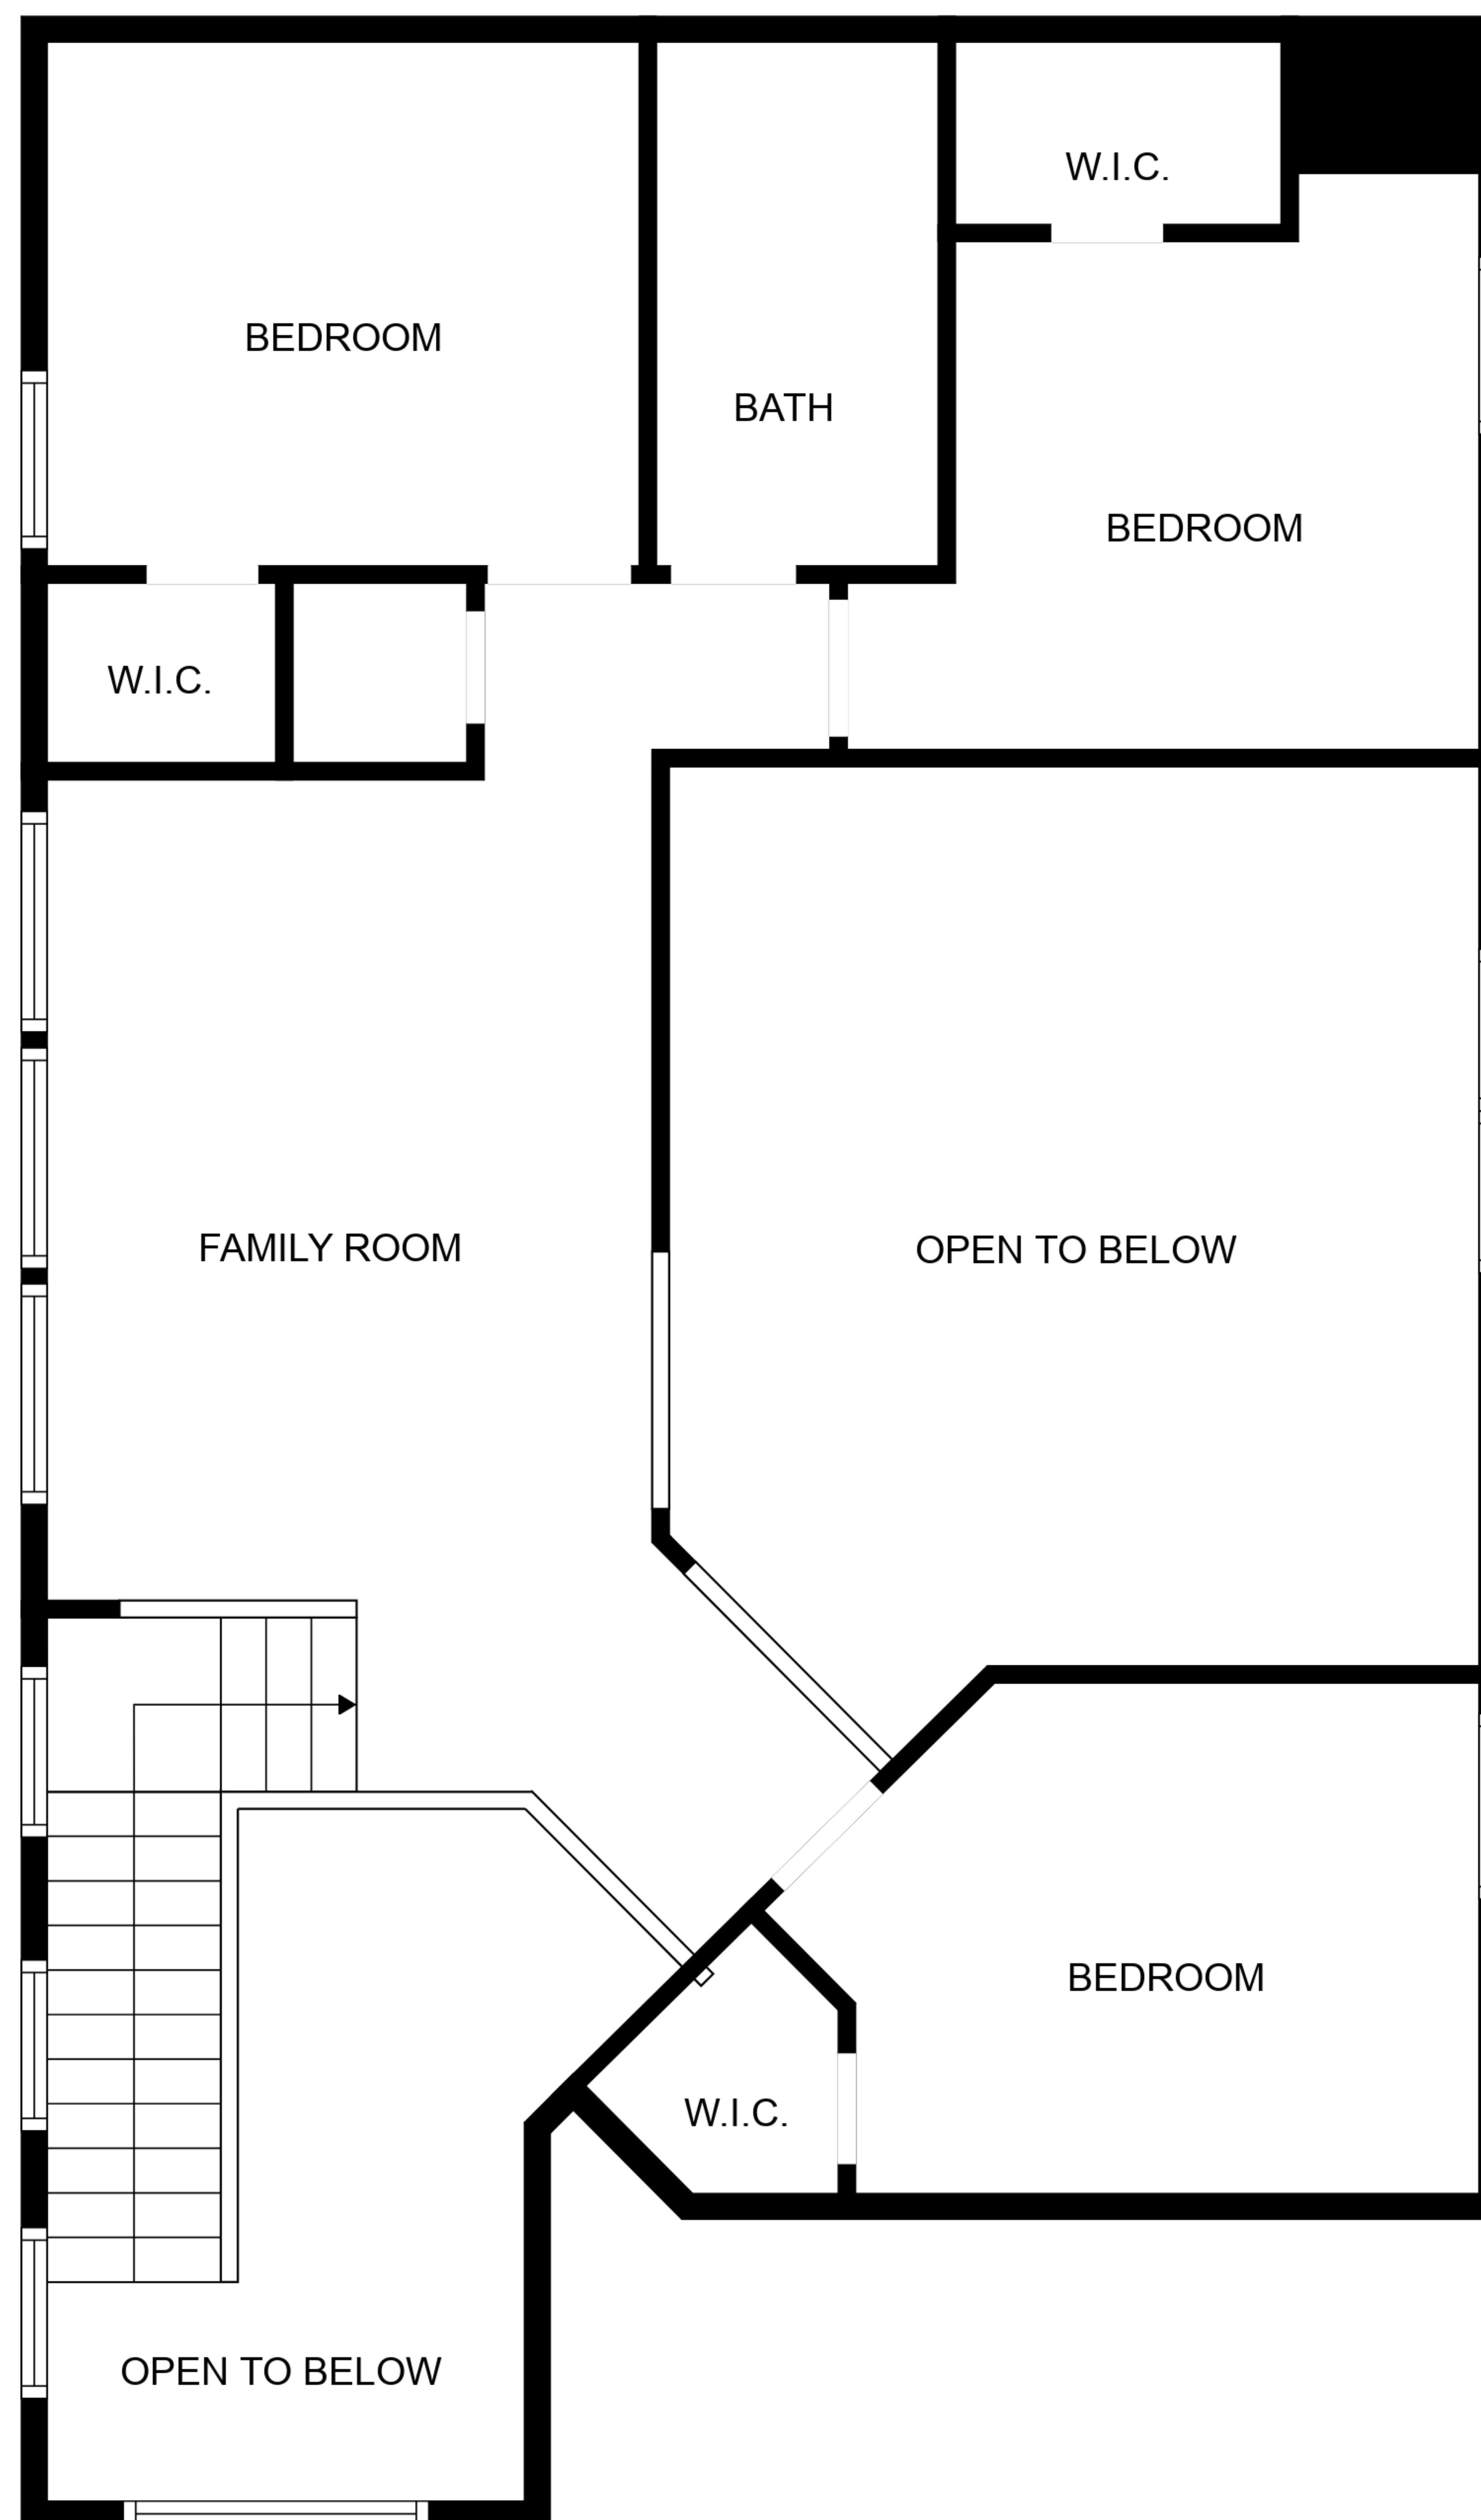 W.I.C.
BEDROOM
BATH
BEDROOM
W.I.C.
FAMILY ROOM
OPEN TO BELOW
BEDROOM
W.I.C.
OPEN TO BELOW